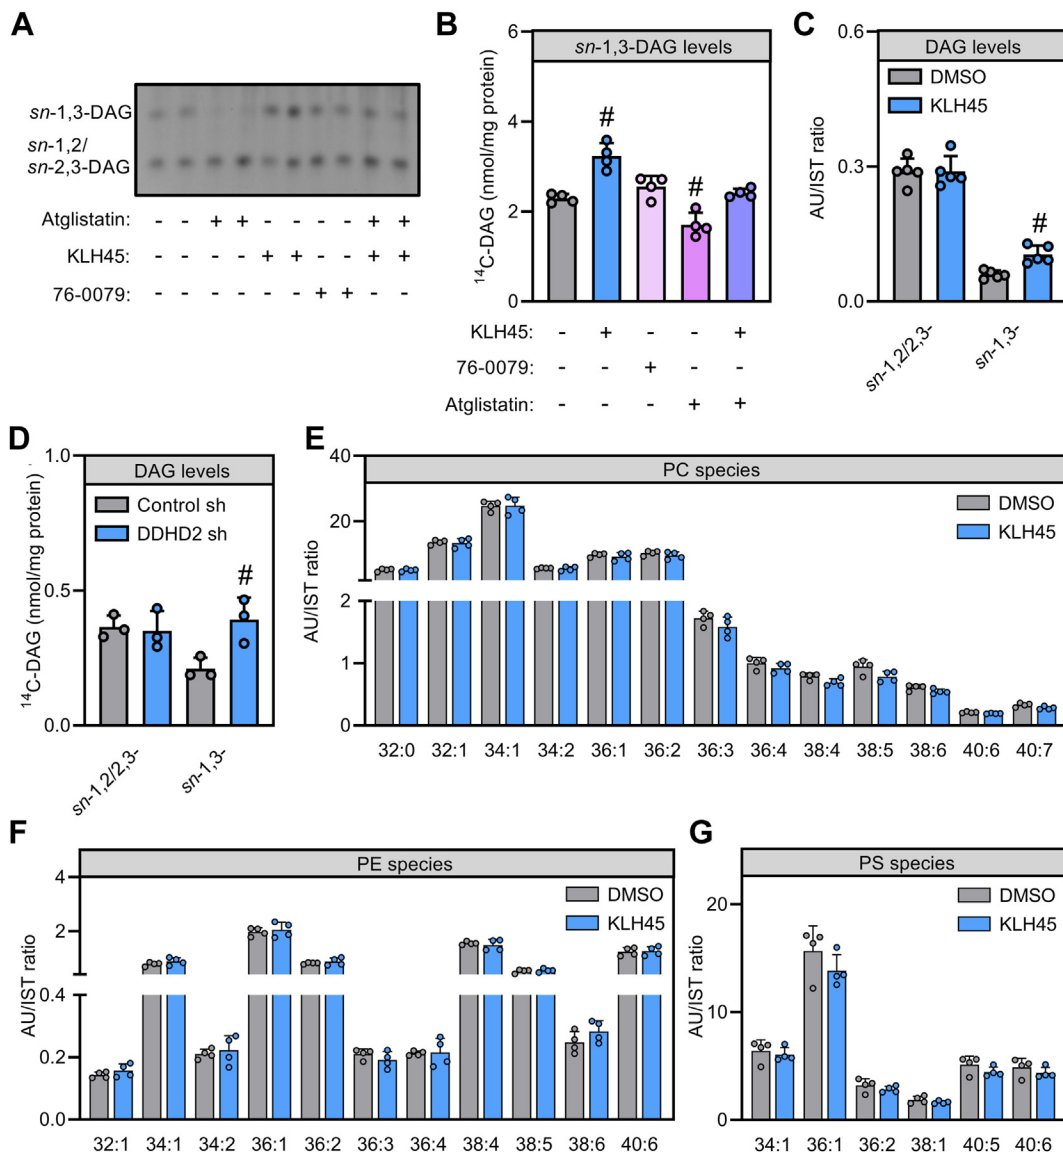 A
sn-1,3-DAG
sn-1,2/
sn-2,3-DAG
Atglistatin: - - + + - - - - + +
KLH45: - - - - + + - - + +
76-0079: - - - - - - + + - -
B
sn-1,3-DAG levels
¹⁴C-DAG (nmol/mg protein)
6
4
2
0
# #
KLH45: - + - - +
76-0079: - - + - -
Atglistatin: - - - + +
C
DAG levels
DMSO
KLH45
AU/IST ratio
0.6
0.3
0.0
#
sn-1,2/2,3-
sn-1,3-
D
DAG levels
Control sh
DDHD2 sh
¹⁴C-DAG (nmol/mg protein)
1.0
0.5
0.0
#
sn-1,2/2,3-
sn-1,3-
E
PC species
DMSO
KLH45
AU/IST ratio
40
20
2
1
0
32:0 32:1 34:1 34:2 36:1 36:2 36:3 36:4 38:4 38:5 38:6 40:6 40:7
F
PE species
DMSO
KLH45
AU/IST ratio
4
2
0.4
0.2
0.0
32:1 34:1 34:2 36:1 36:2 36:3 36:4 38:4 38:5 38:6 40:6
G
PS species
DMSO
KLH45
AU/IST ratio
20
10
0
34:1 36:1 36:2 38:1 40:5 40:6